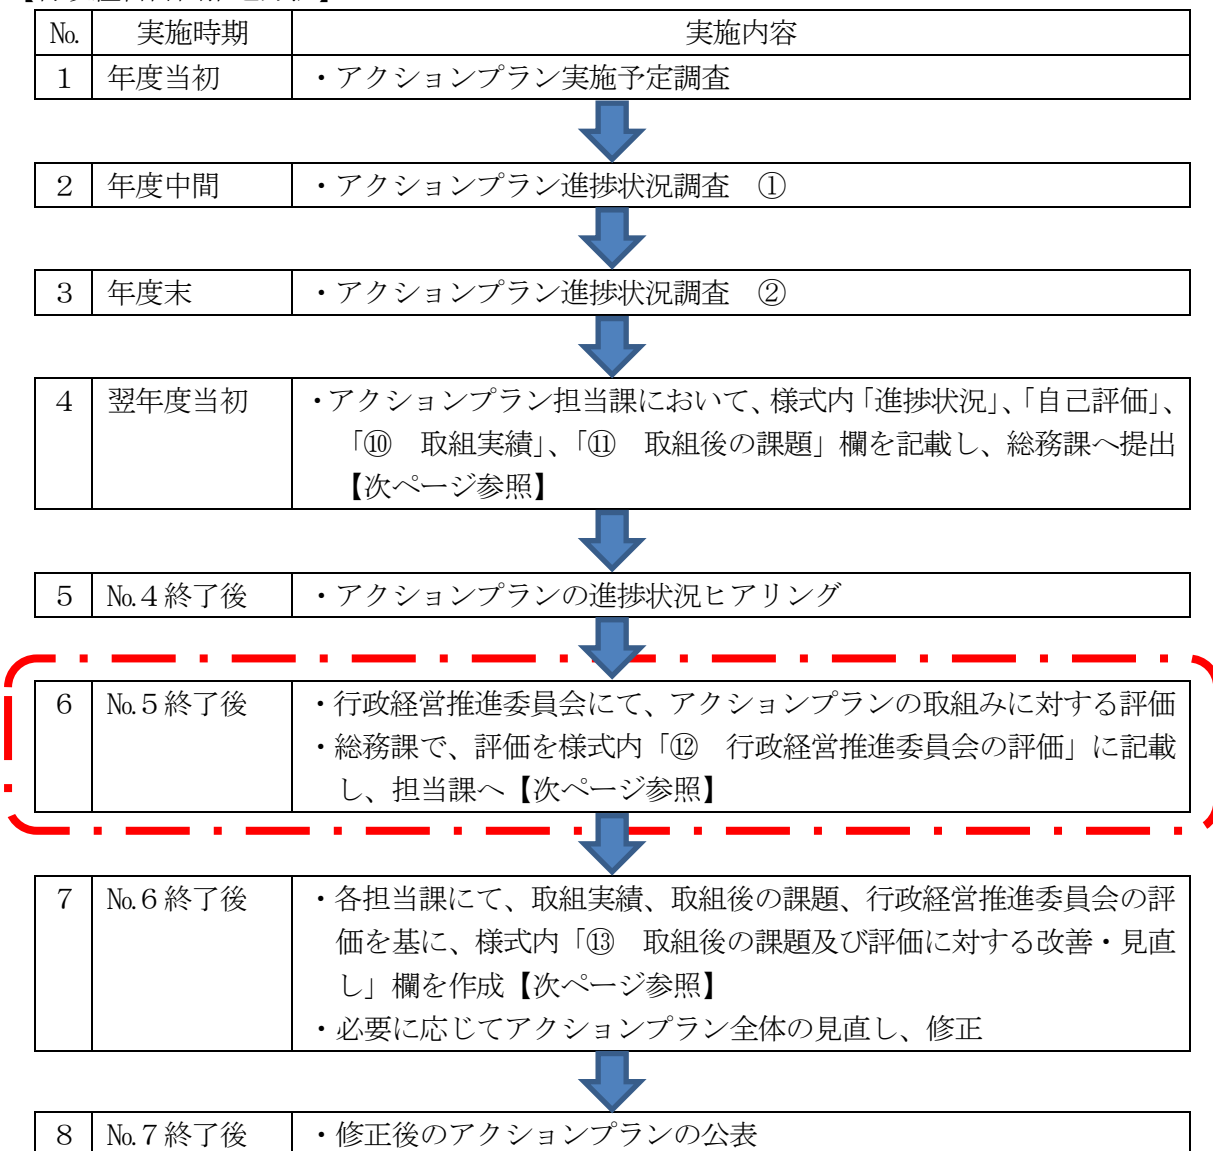 No. 実施時期 実施内容
1 年度当初 ・アクションプラン実施予定調査
2 年度中間 ・アクションプラン進捗状況調査 ①
3 年度末 ・アクションプラン進捗状況調査 ②
4 翌年度当初 ・アクションプラン担当課において、様式内「進捗状況」、「自己評価」、
「⑩ 取組実績」、「⑪ 取組後の課題」欄を記載し、総務課へ提出
【次ページ参照】
5 №4終了後 ・アクションプランの進捗状況ヒアリング
6 №5終了後 ・行政経営推進委員会にて、アクションプランの取組みに対する評価
・総務課で、評価を様式内「⑫ 行政経営推進委員会の評価」に記載
し、担当課へ【次ページ参照】
7 №6終了後 ・各担当課にて、取組実績、取組後の課題、行政経営推進委員会の評
価を基に、様式内「⑬ 取組後の課題及び評価に対する改善・見直
し」欄を作成【次ページ参照】
・必要に応じてアクションプラン全体の見直し、修正
8 №7終了後 ・修正後のアクションプランの公表